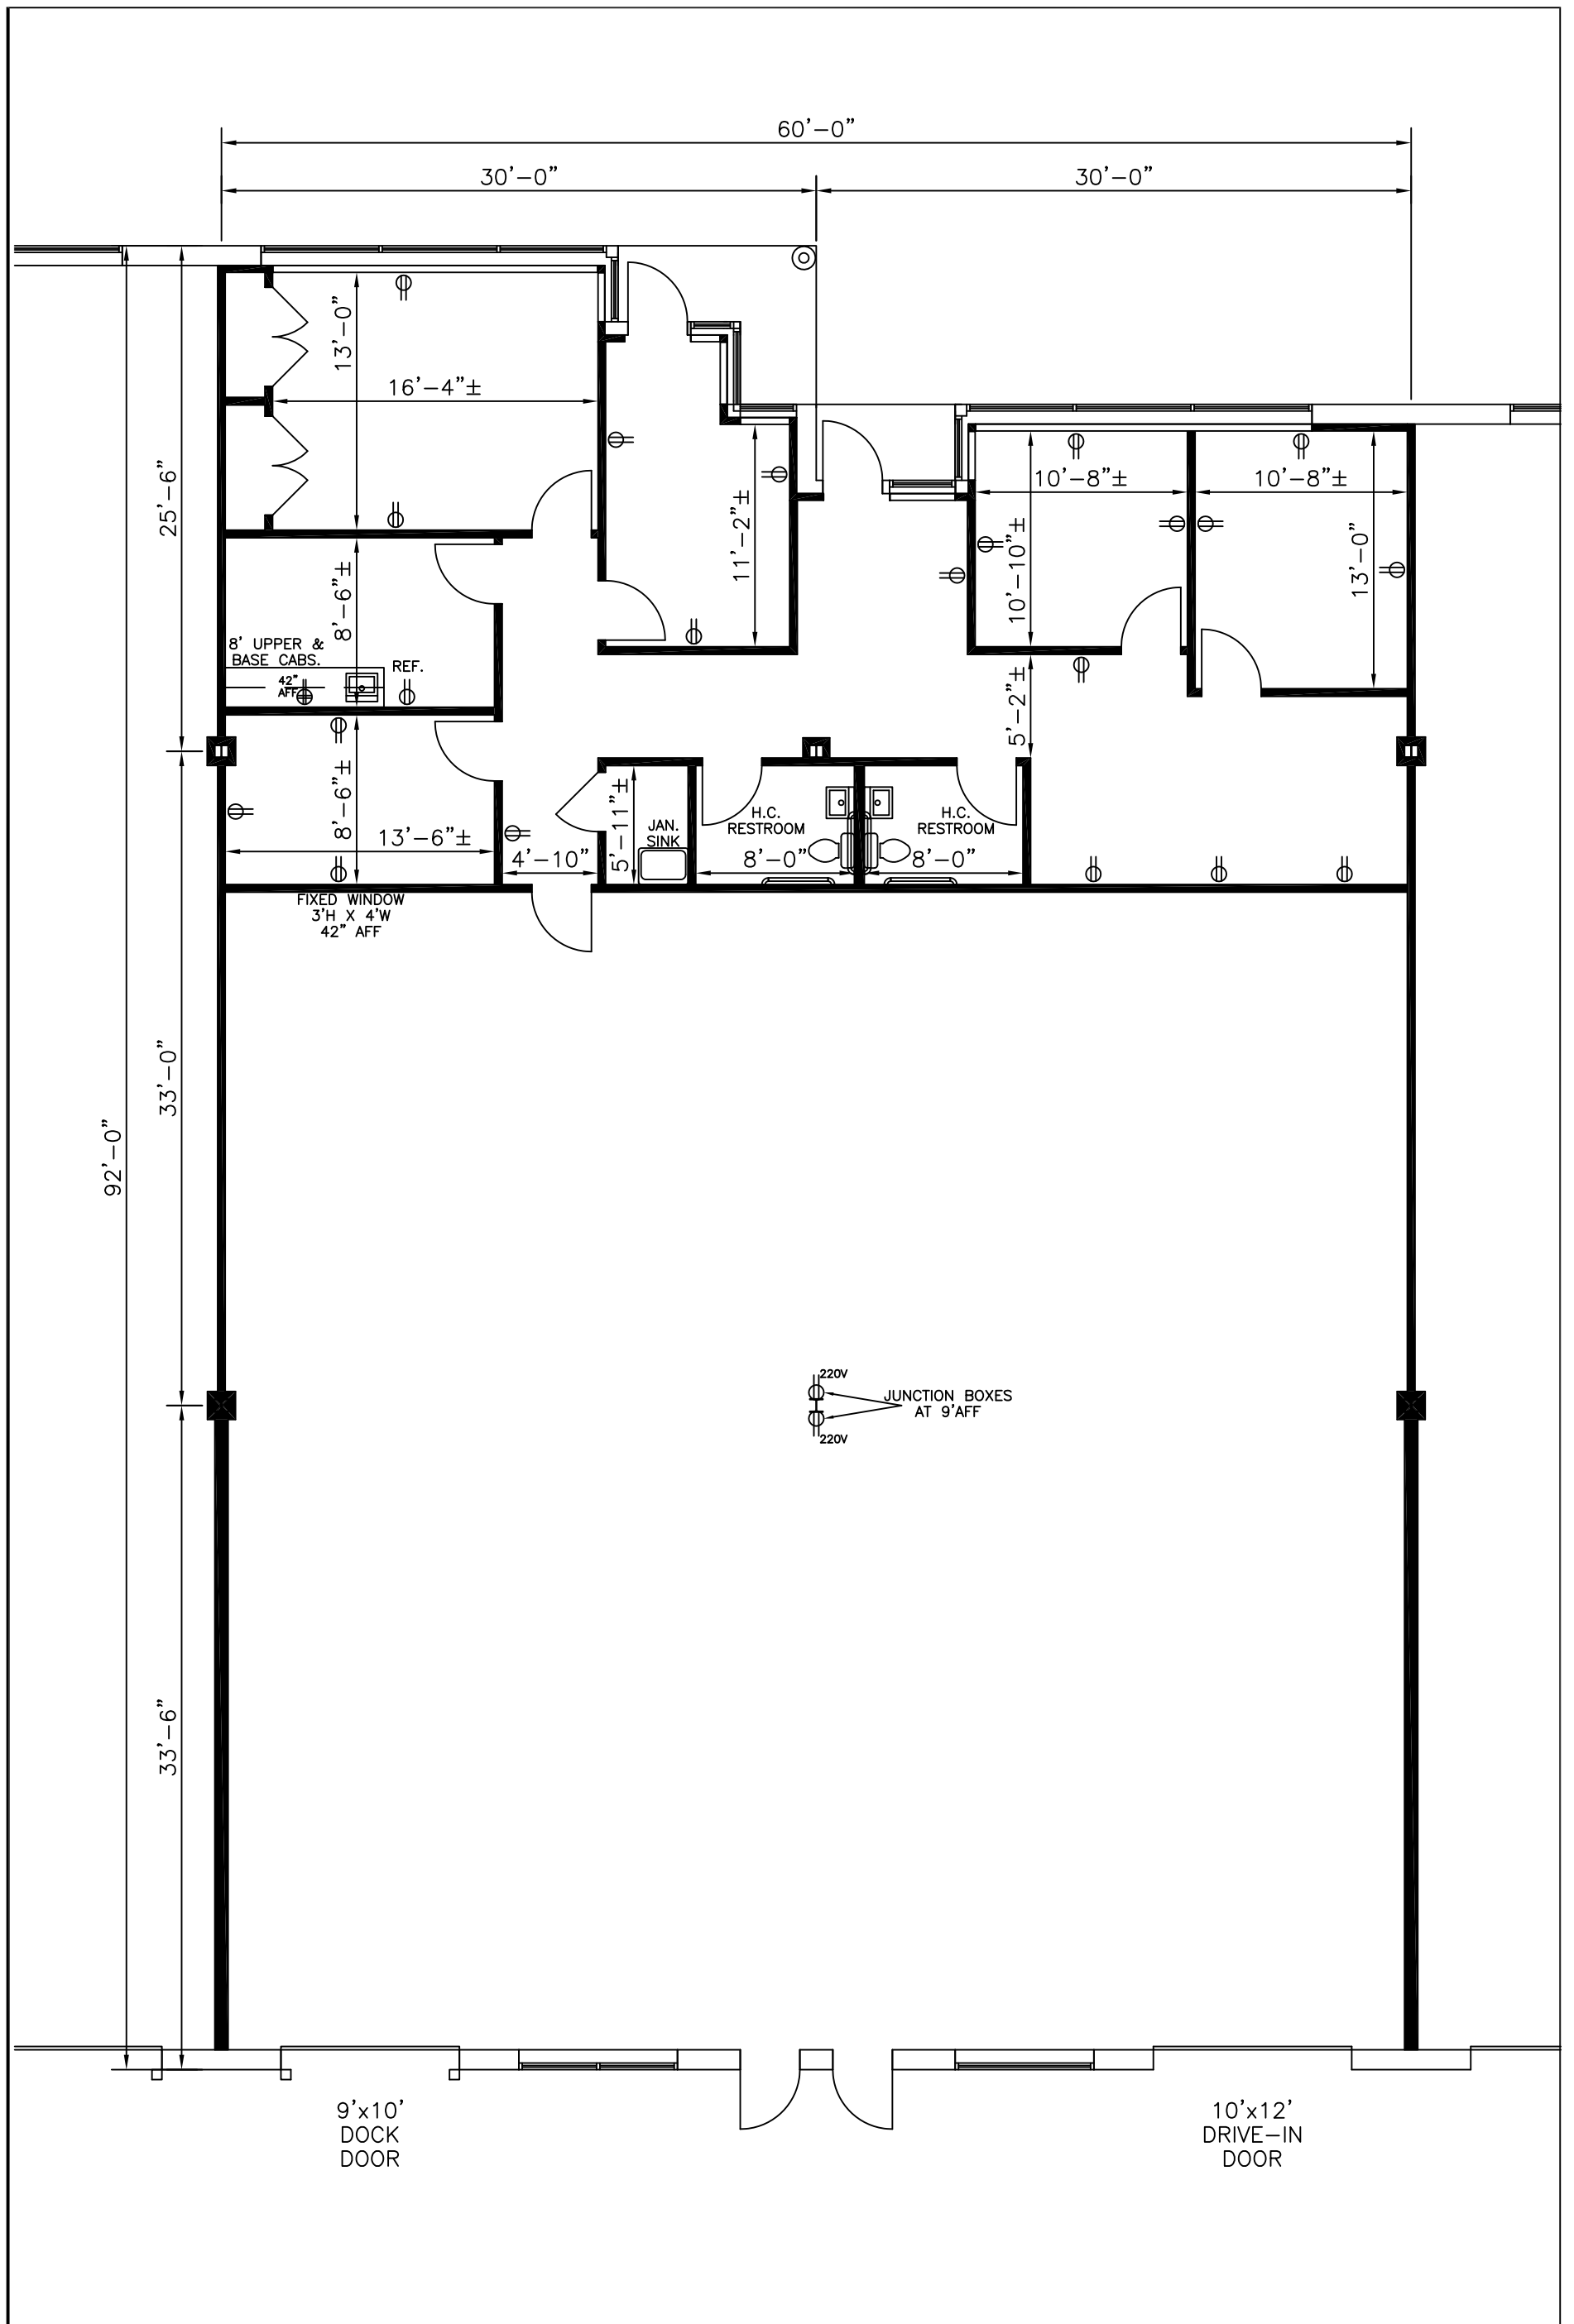 60'-0"
30'-0"
30'-0"
13'-0"
16'-4"±
25'-6"
11'-2"±
10'-8"±
10'-8"±
10'-10"±
13'-0"
8'-6"±
8' UPPER &
BASE CABS.
REF.
42"
AFF
5'-2"±
8'-6"±
13'-6"±
4'-10"
5'-11"±
JAN.
SINK
H.C.
RESTROOM
8'-0"
H.C.
RESTROOM
8'-0"
FIXED WINDOW
3'H X 4'W
42" AFF
33'-0"
92'-0"
220V
JUNCTION BOXES
AT 9'AFF
220V
33'-6"
9'x10'
DOCK
DOOR
10'x12'
DRIVE-IN
DOOR